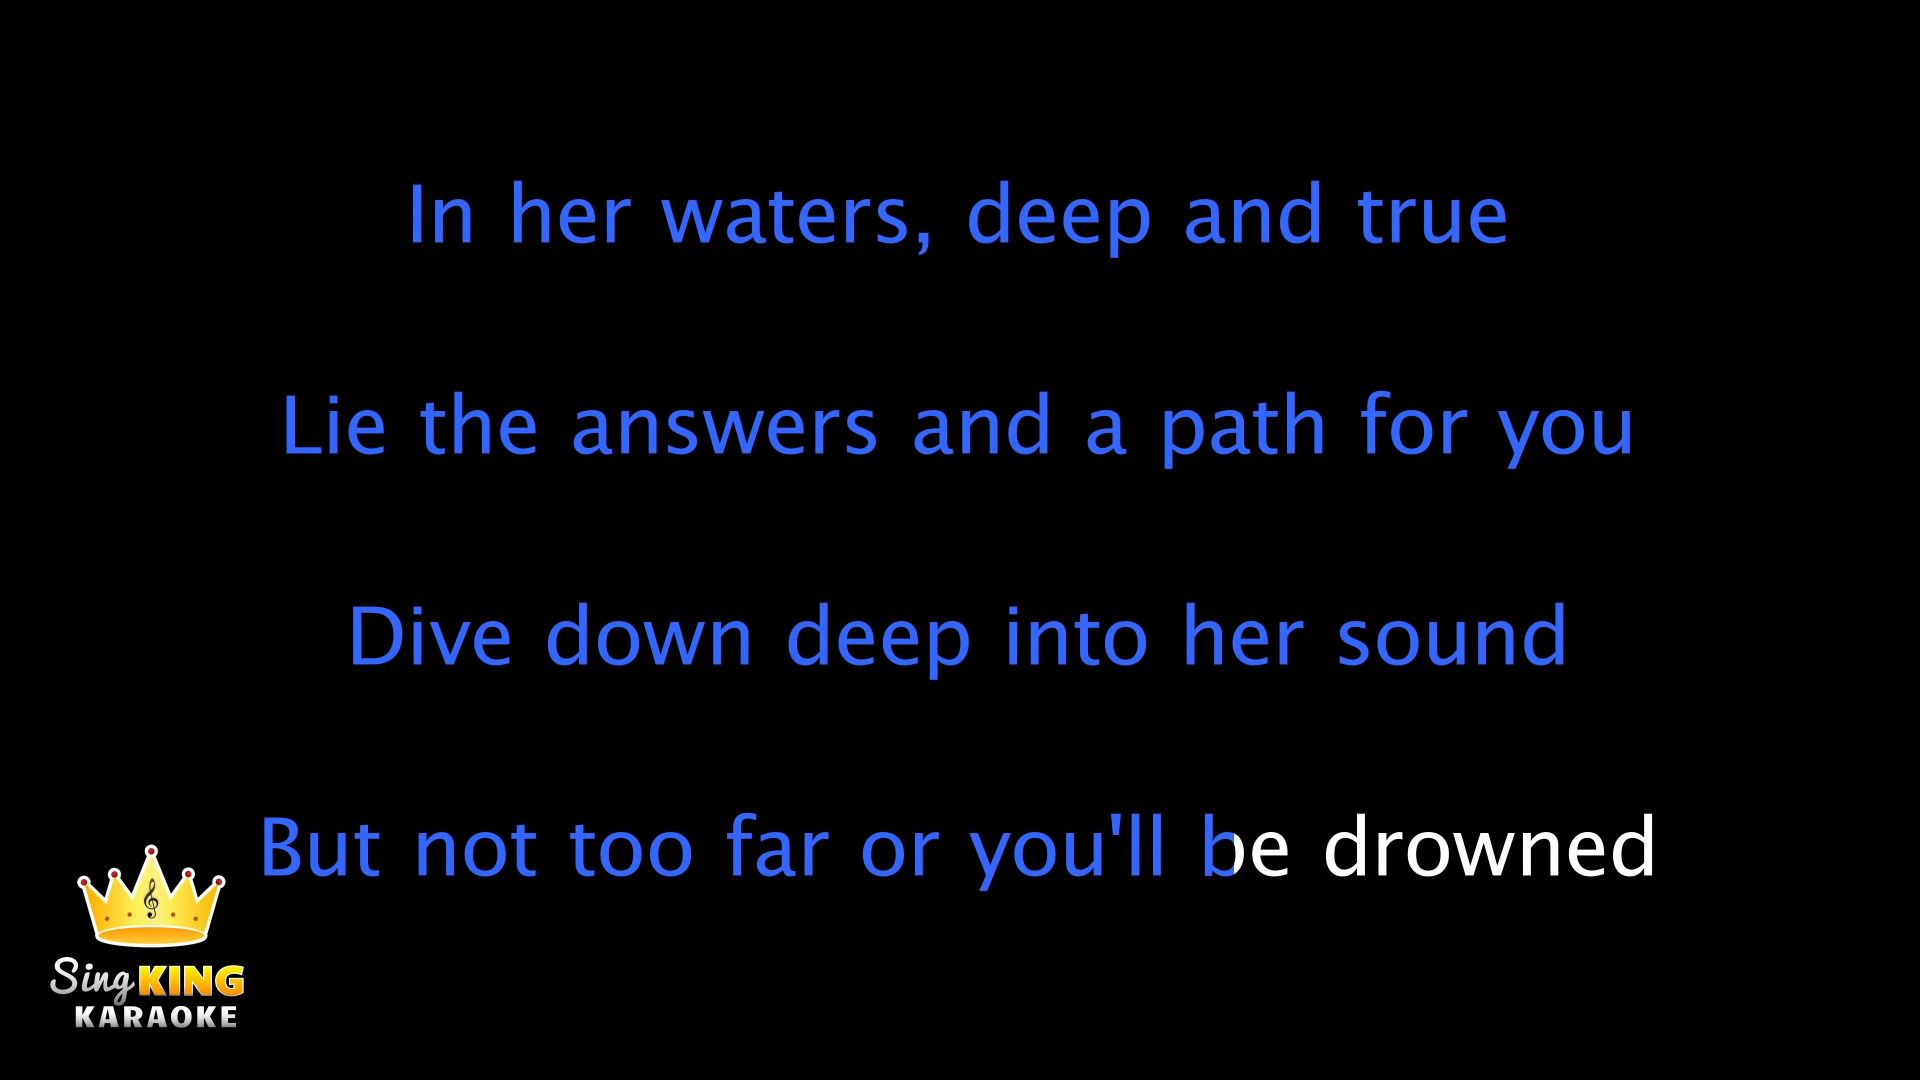 In her waters, deep and true
Lie the answers and a path for you
Dive down deep into her sound
But not too far or you'll be drowned
Sing KING
KARAOKE